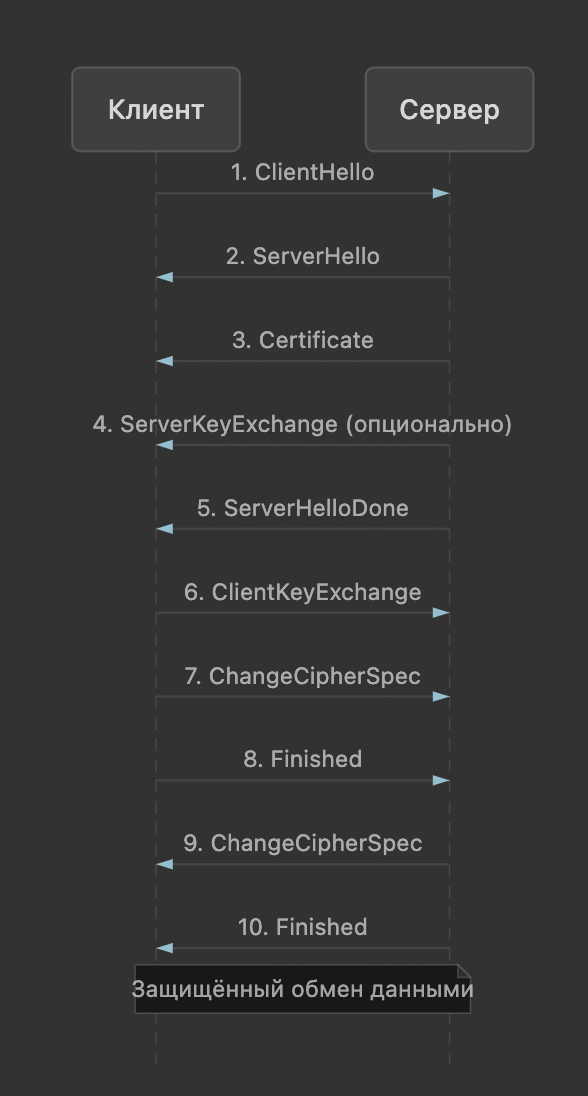 Клиент
Сервер
1. ClientHello
2. ServerHello
3. Certificate
4. ServerKeyExchange (опционально)
5. ServerHelloDone
6. ClientKeyExchange
7. ChangeCipherSpec
8. Finished
9. ChangeCipherSpec
10. Finished
Защищённый обмен данными